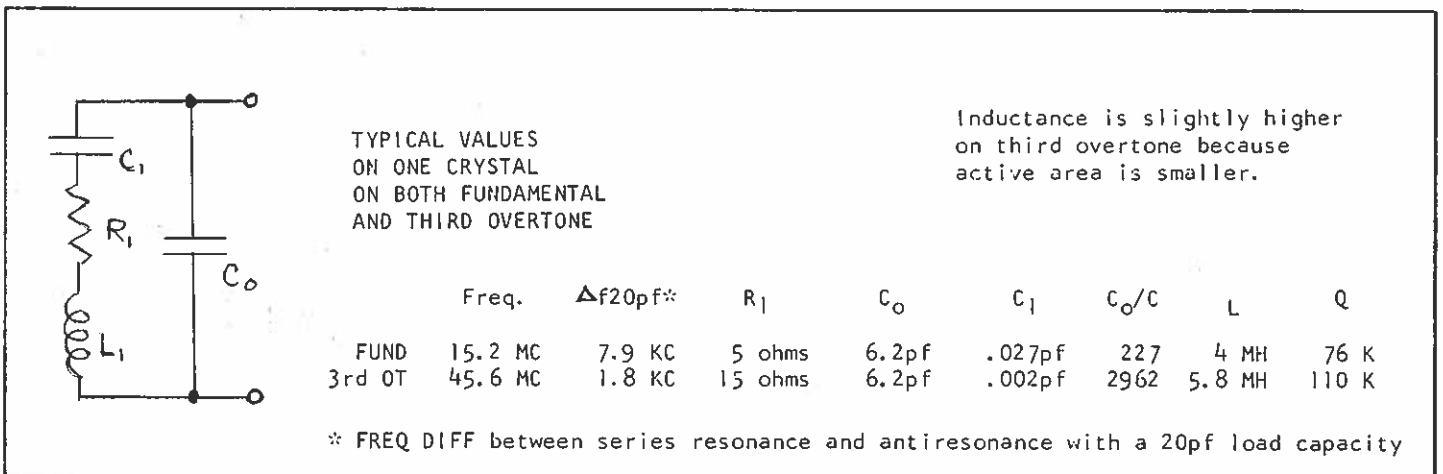 C₁
R₁
L₁
C₀
TYPICAL VALUES
ON ONE CRYSTAL
ON BOTH FUNDAMENTAL
AND THIRD OVERTONE
Inductance is slightly higher
on third overtone because
active area is smaller.
Freq. Δf20pf* R₁ C₀ C₁ C₀/C L Q
FUND 15.2 MC 7.9 KC 5 ohms 6.2pf .027pf 227 4 MH 76 K
3rd OT 45.6 MC 1.8 KC 15 ohms 6.2pf .002pf 2962 5.8 MH 110 K
* FREQ DIFF between series resonance and antiresonance with a 20pf load capacity